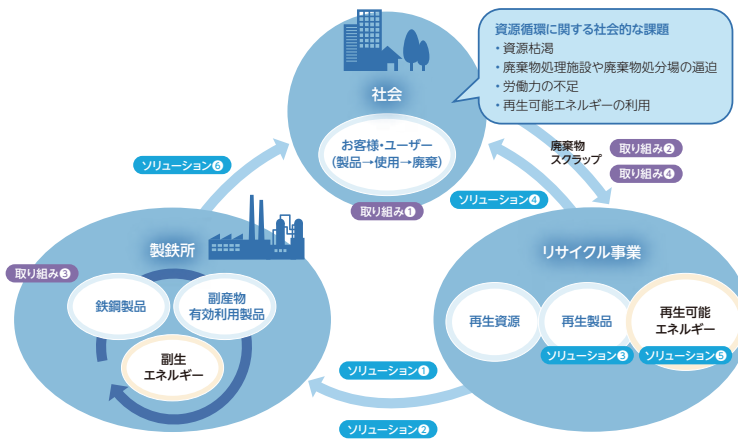 資源循環に関する社会的な課題
・資源枯渇
・廃棄物処理施設や廃棄物処分場の逼迫
・労働力の不足
・再生可能エネルギーの利用
社会
お客様・ユーザー
（製品→使用→廃棄）
取り組み❶
ソリューション❻
廃棄物
スクラップ
取り組み❷
取り組み❹
ソリューション❹
製鉄所
取り組み❸
鉄鋼製品
副産物
有効利用製品
副生
エネルギー
リサイクル事業
再生資源
再生製品
再生可能
エネルギー
ソリューション❸
ソリューション❺
ソリューション❶
ソリューション❷